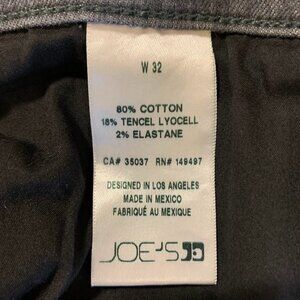 W 32
80% COTTON
18% TENCEL LYOCELL
2% ELASTANE
CA# 35037 RN# 149497
DESIGNED IN LOS ANGELES
MADE IN MEXICO
FABRIQUÉ AU MEXIQUE
JOE'S